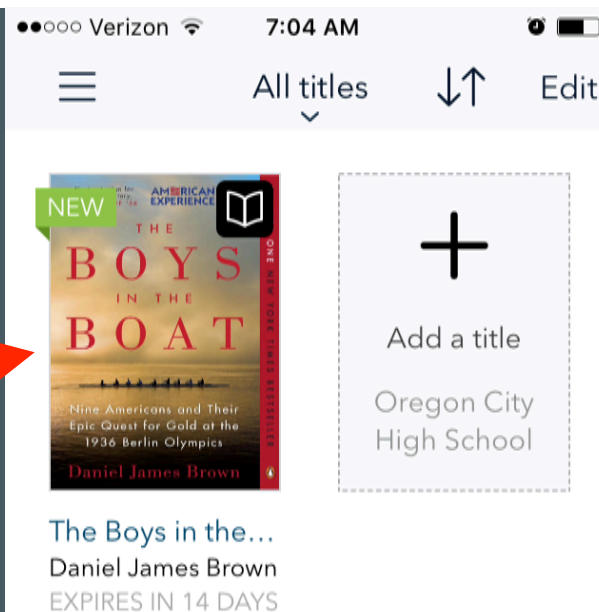 ●●○○○ Verizon 7:04 AM
All titles
Edit
NEW
AMERICAN
EXPERIENCE
THE
BOYS
IN THE
BOAT
ONE NEW YORK TIMES BESTSELLER
Nine Americans and Their
Epic Quest for Gold at the
1936 Berlin Olympics
Daniel James Brown
The Boys in the...
Daniel James Brown
EXPIRES IN 14 DAYS
Add a title
Oregon City
High School